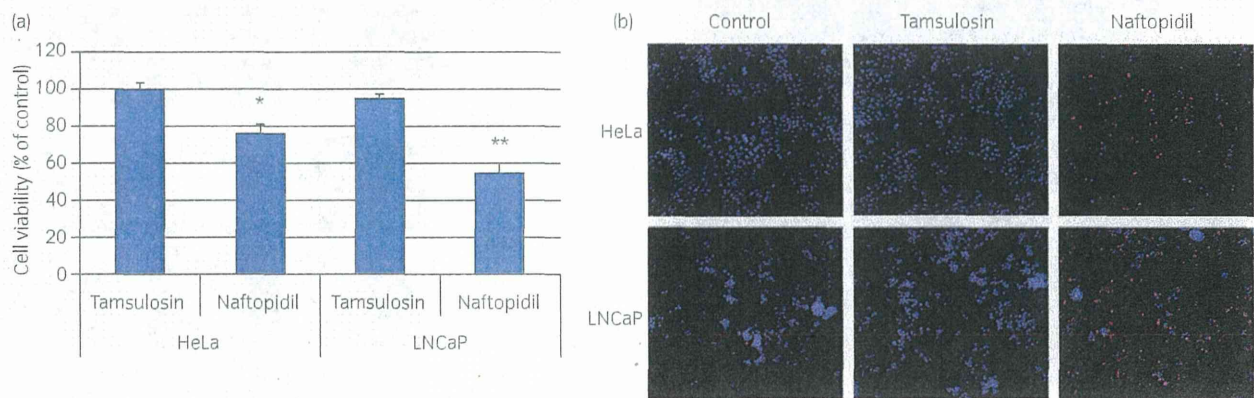 (a)
Cell viability (% of control)
120
100
80
60
40
20
0
*
**
Tamsulosin Naftopidil Tamsulosin Naftopidil
HeLa LNCaP
(b)
Control Tamsulosin Naftopidil
HeLa
LNCaP